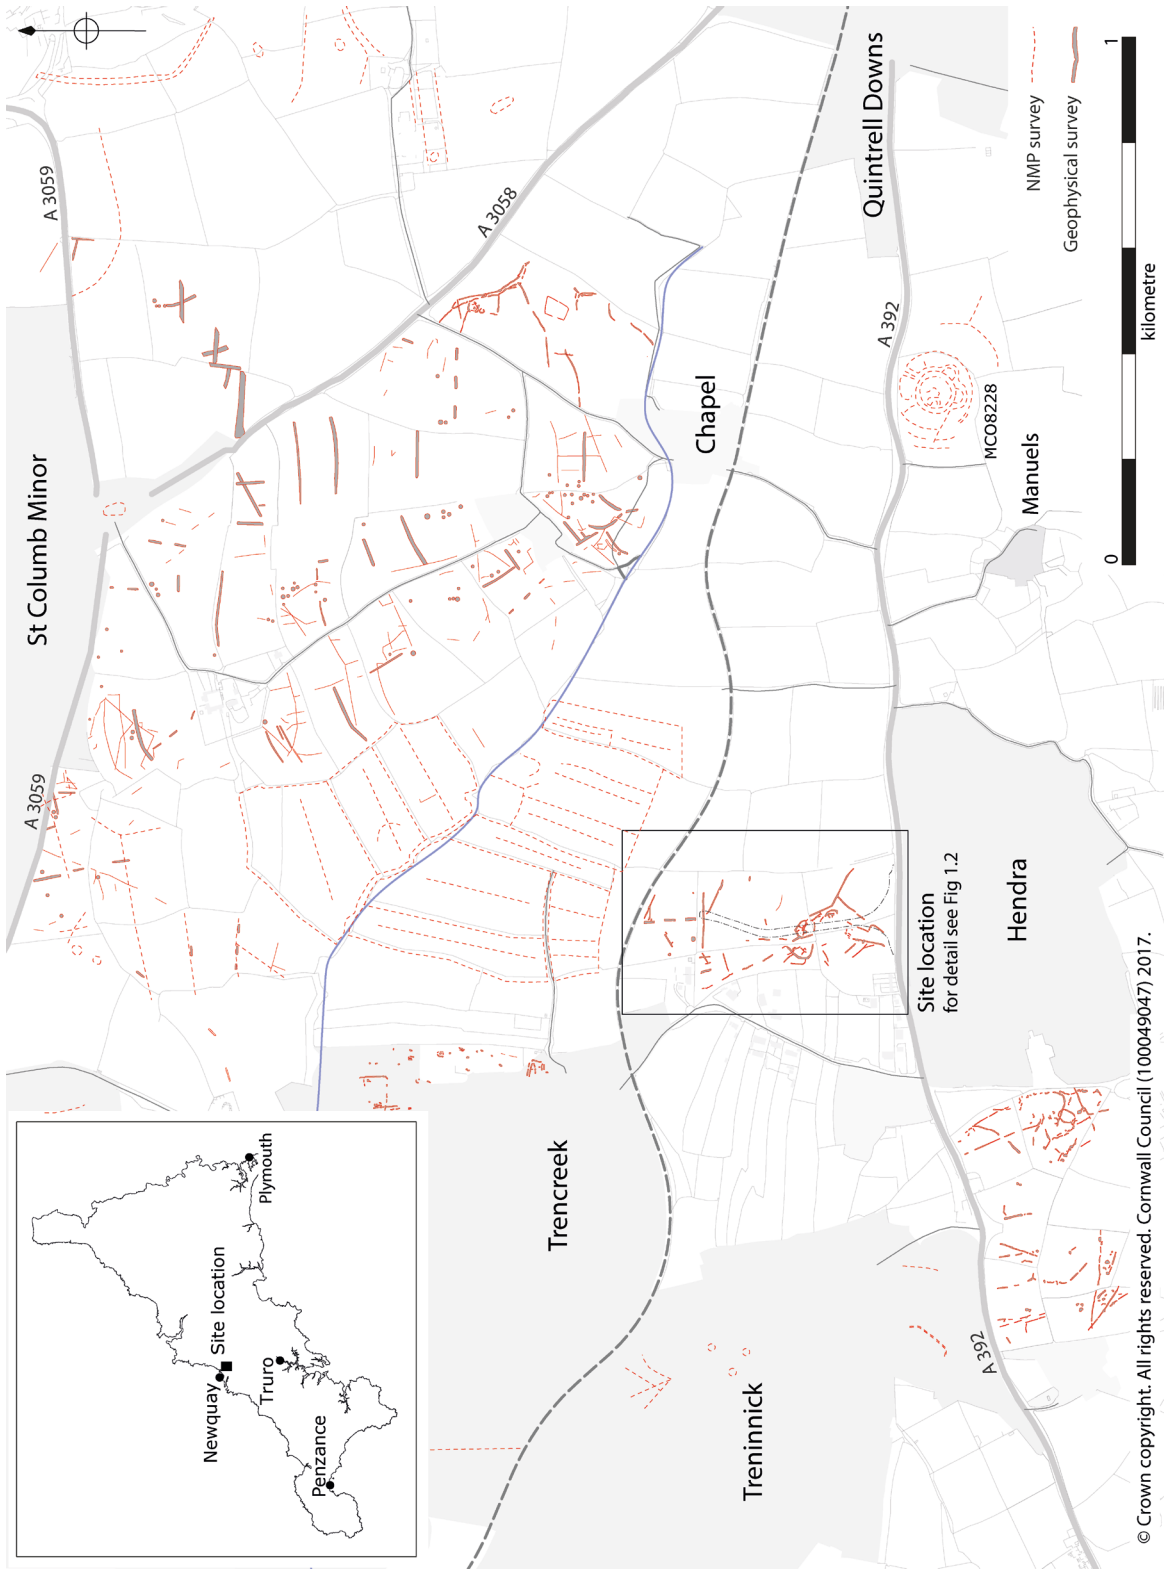 St Columb Minor
A 3059
A 3059
A 3058
Quintrell Downs
NMP survey
Geophysical survey
1
0
kilometre
A 392
Chapel
MCO8228
Manuels
Site location
for detail see Fig 1.2
Hendra
Trencreek
Treninnick
A 392
Plymouth
Site location
Newquay
Truro
Penzance
© Crown copyright. All rights reserved. Cornwall Council (100049047) 2017.